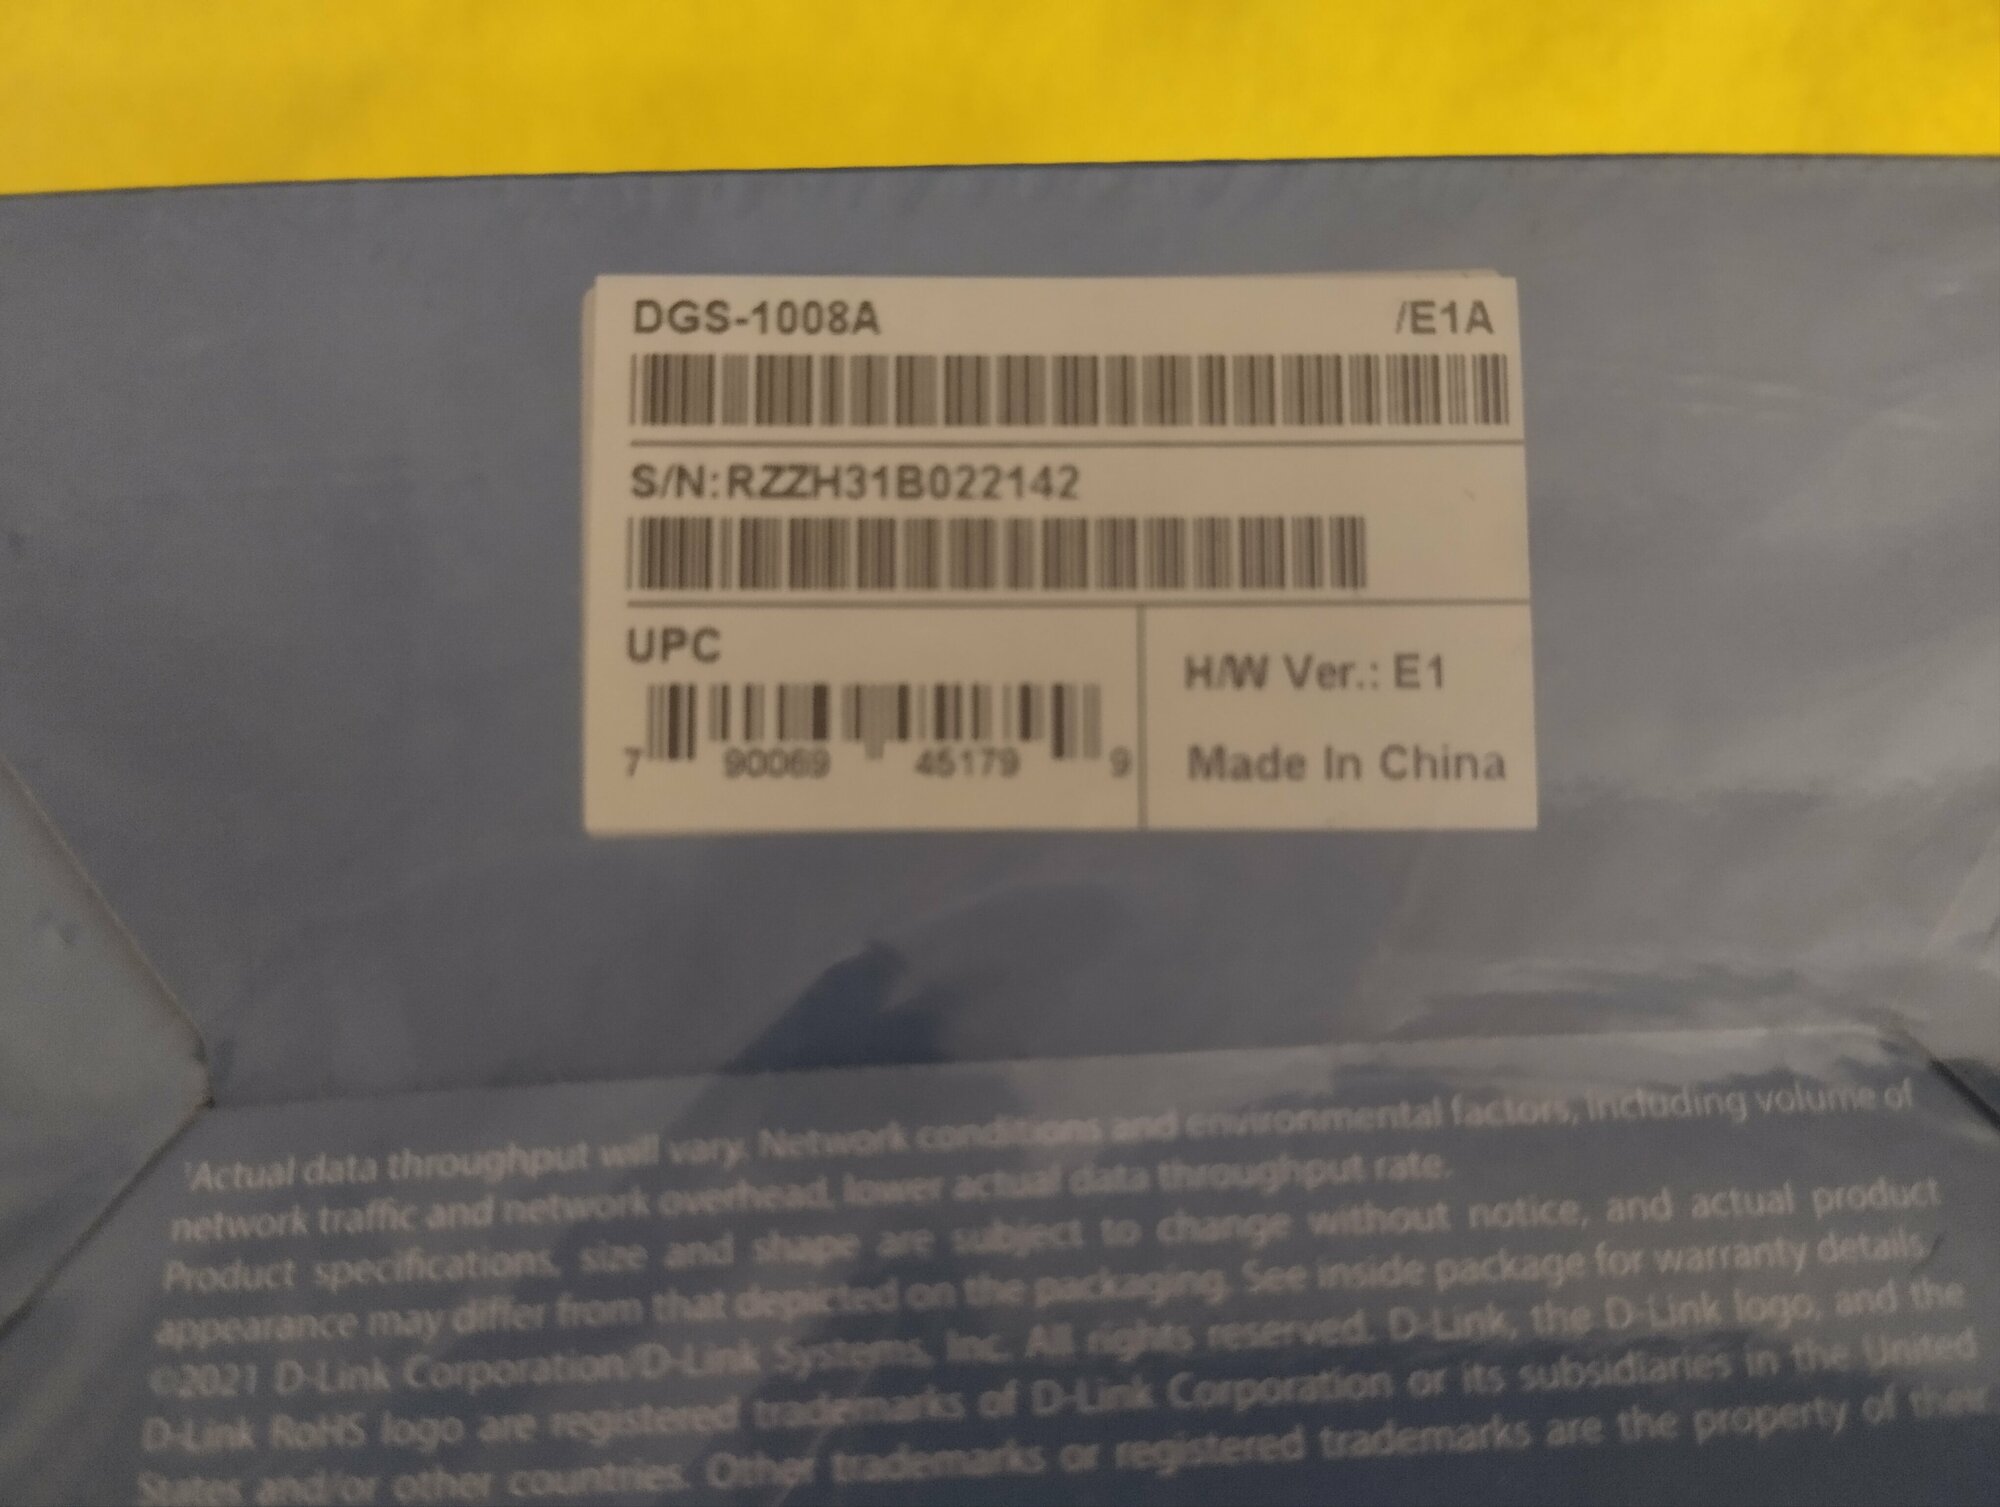 DGS-1008A /E1A
S/N:RZZH31B022142
UPC
7 90069 45179 9
H/W Ver.: E1
Made In China
¹Actual data throughput will vary. Network conditions and environmental factors, including volume of
network traffic and network overhead, lower actual data throughput rate.
Product specifications, size and shape are subject to change without notice, and actual product
appearance may differ from that depicted on the packaging. See inside package for warranty details.
©2021 D-Link Corporation/D-Link Systems, Inc. All rights reserved. D-Link, the D-Link logo, and the
D-Link RoHS logo are registered trademarks of D-Link Corporation or its subsidiaries in the United
States and/or other countries. Other trademarks or registered trademarks are the property of their